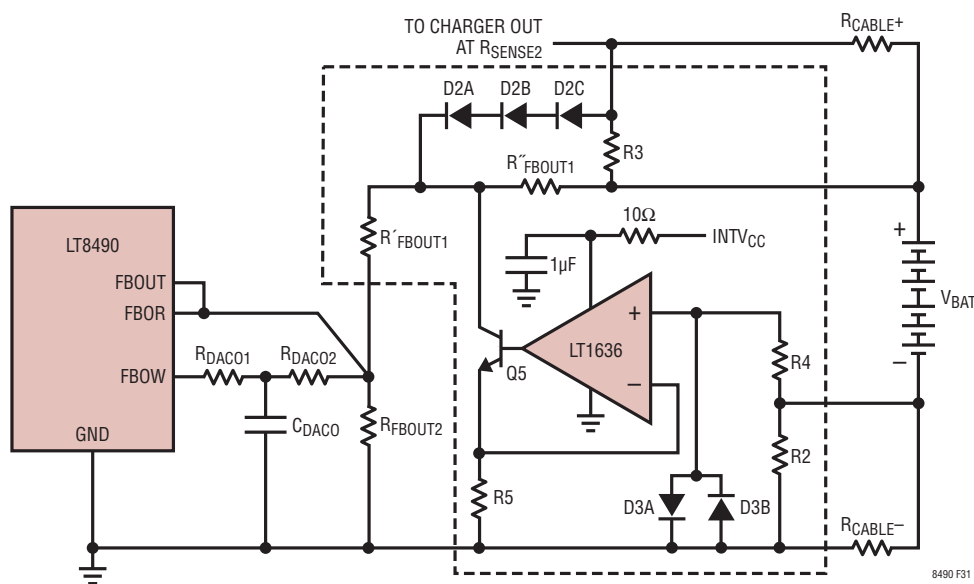 TO CHARGER OUT
AT RSENSE2
RCABLE+
D2A
D2B
D2C
R3
R″FBOUT1
R′FBOUT1
10Ω
INTVCC
1µF
LT8490
FBOUT
FBOR
FBOW
GND
RDACO1
RDACO2
CDACO
RFBOUT2
+
LT1636
–
Q5
R4
+
VBAT
–
R2
R5
D3A
D3B
RCABLE–
8490 F31